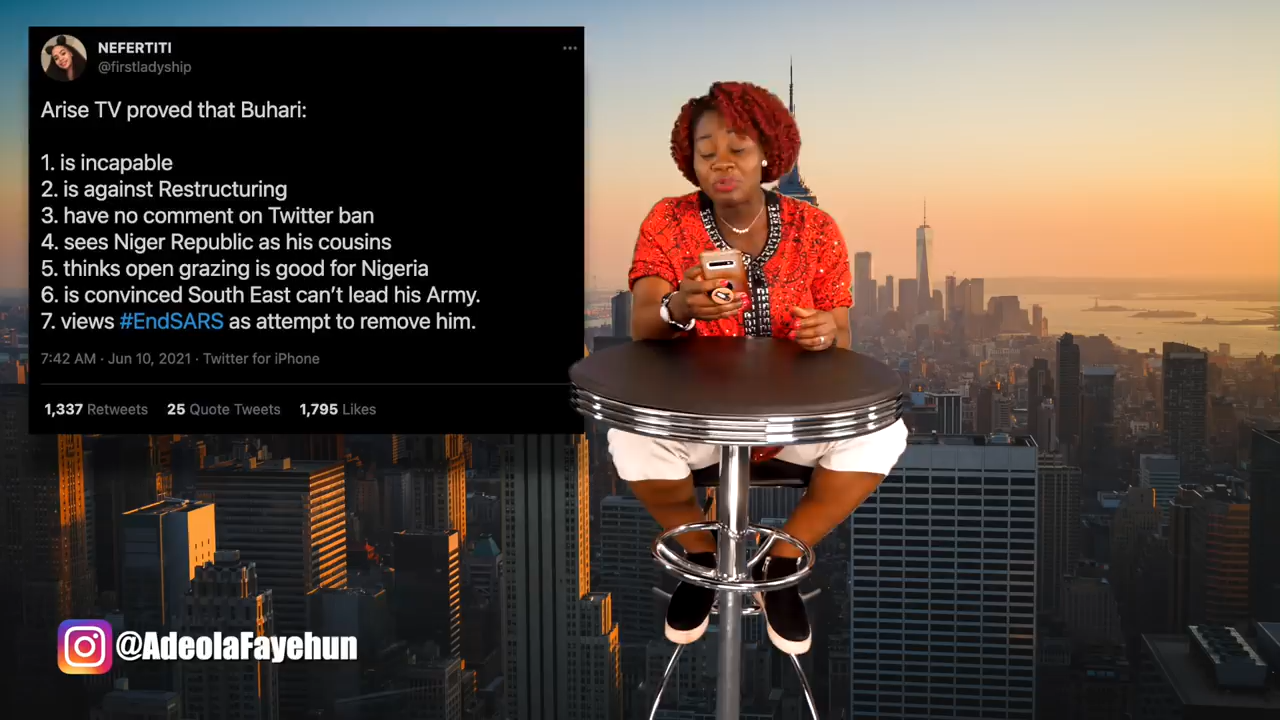 NEFERTITI
@firstladyship
Arise TV proved that Buhari:
1. is incapable
2. is against Restructuring
3. have no comment on Twitter ban
4. sees Niger Republic as his cousins
5. thinks open grazing is good for Nigeria
6. is convinced South East can't lead his Army.
7. views #EndSARS as attempt to remove him.
7:42 AM · Jun 10, 2021 · Twitter for iPhone
1,337 Retweets 25 Quote Tweets 1,795 Likes
@AdeolaFayehun